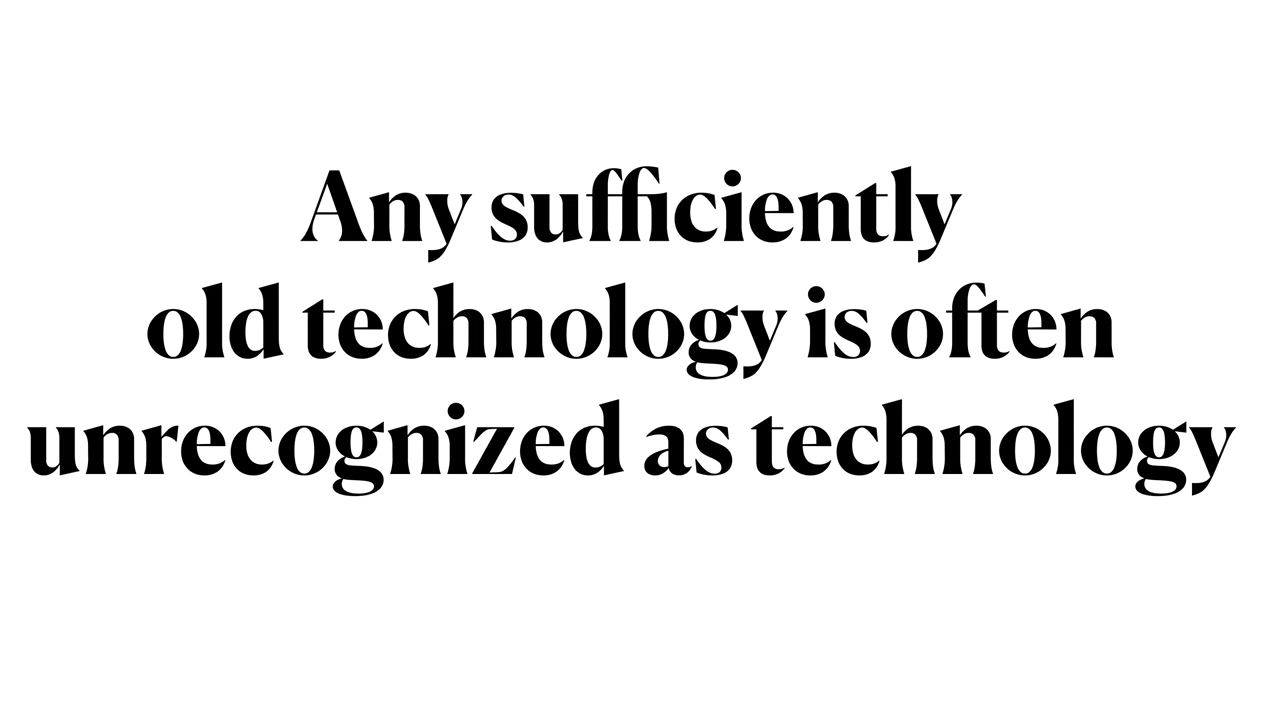 Any sufficiently
old technology is often
unrecognized as technology